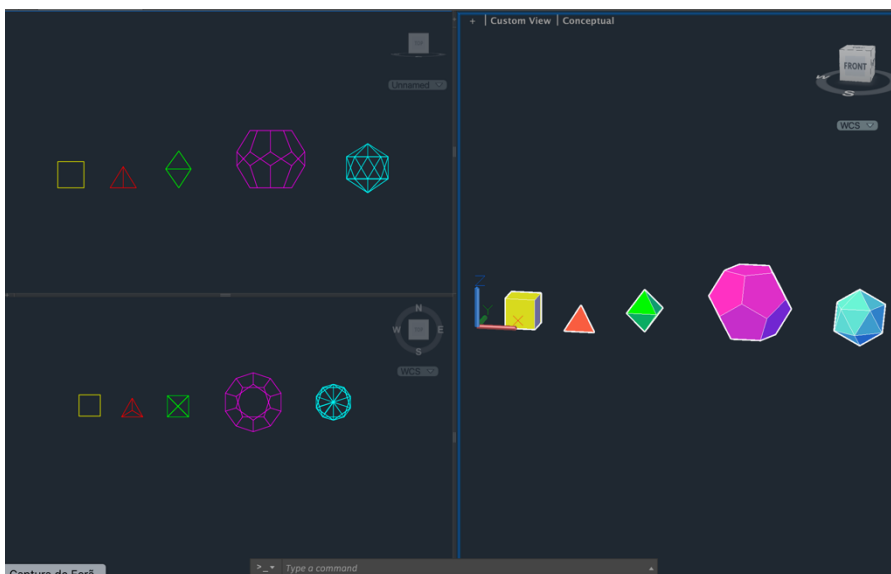 + | Custom View | Conceptual
FRONT
W
S
Unnamed
WCS
Z
Y
X
N
W
E
S
WCS
>_ Type a command